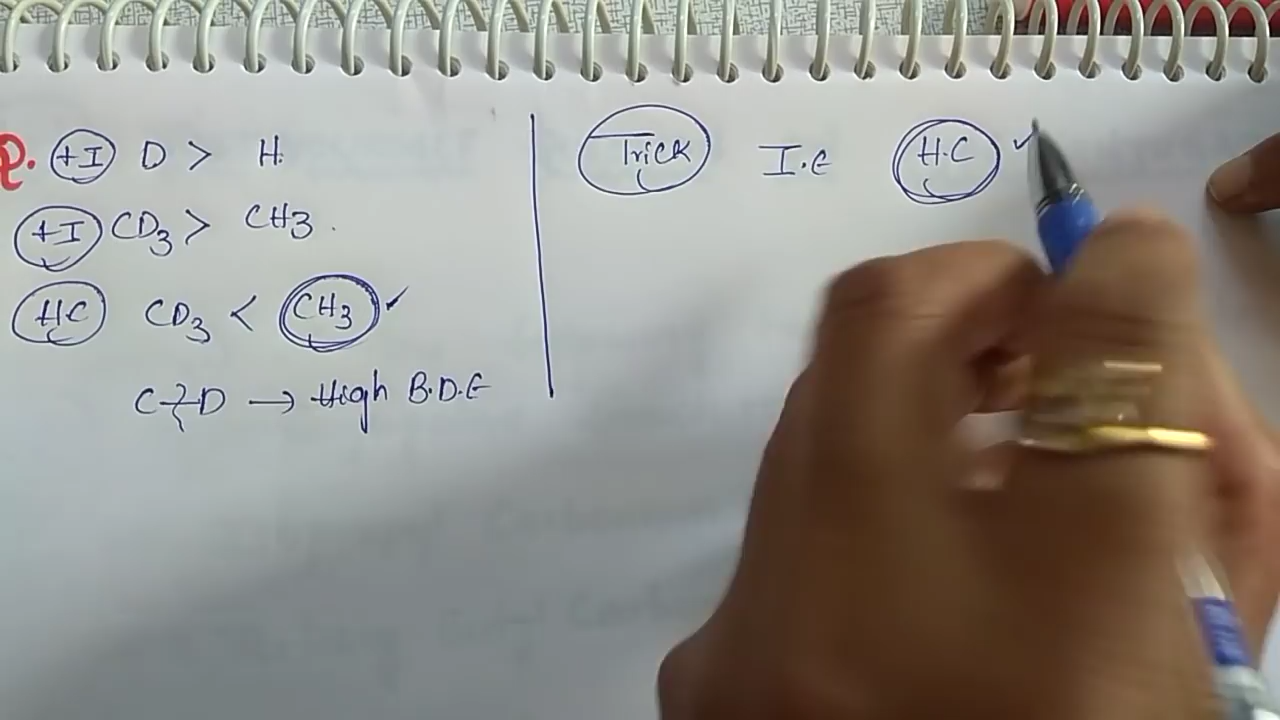 Q. +I D > H
+I CD3 > CH3.
HC CD3 < CH3 ✓
C-D → High B.D.E
Trick I.E H.C ✓